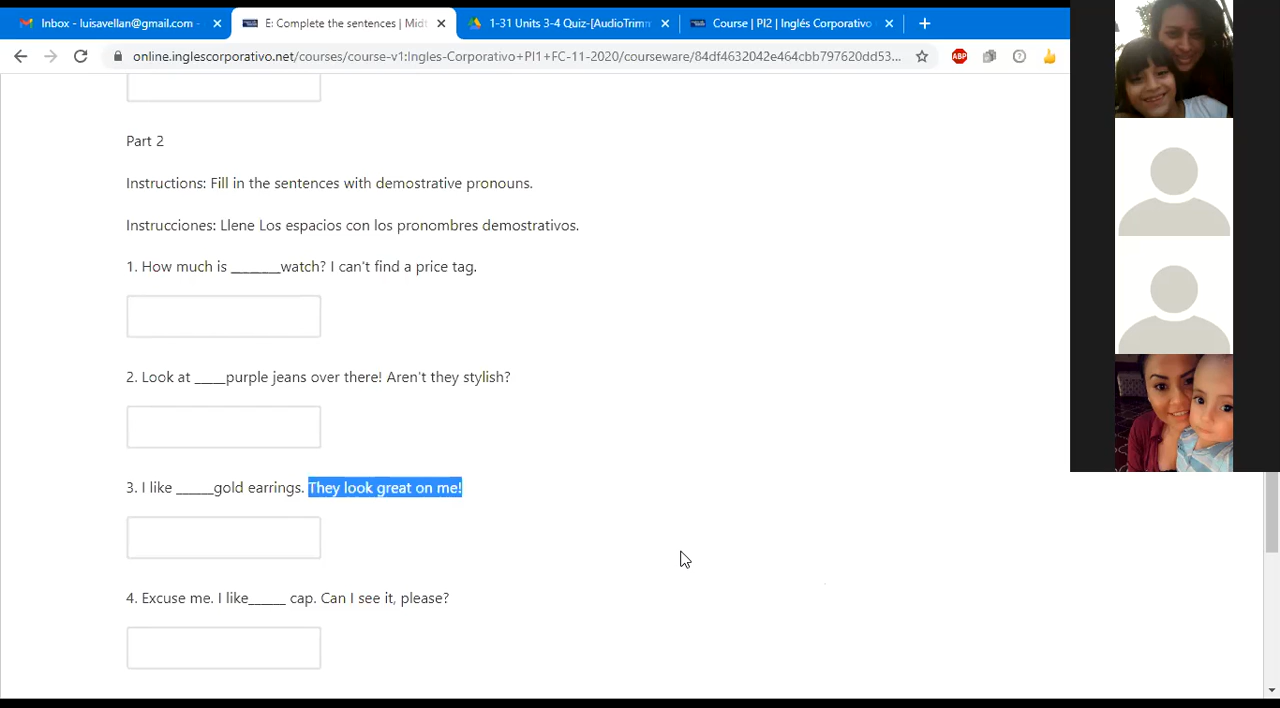 Inbox - luisavellan@gmail.com -
E: Complete the sentences | Midt
1-31 Units 3-4 Quiz-[AudioTrimm
Course | PI2 | Inglés Corporativo
online.inglescorporativo.net/courses/course-v1:Ingles-Corporativo+PI1+FC-11-2020/courseware/84df4632042e464cbb797620dd53...
ABP
Part 2
Instructions: Fill in the sentences with demostrative pronouns.
Instrucciones: Llene Los espacios con los pronombres demostrativos.
1. How much is ________watch? I can't find a price tag.
2. Look at _____purple jeans over there! Aren't they stylish?
3. I like ______gold earrings. They look great on me!
4. Excuse me. I like______ cap. Can I see it, please?